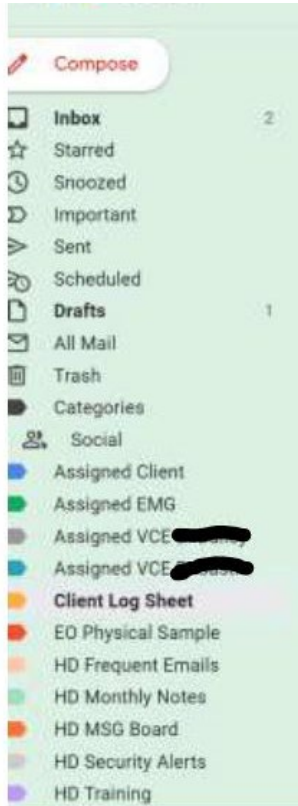 Compose
Inbox 2
Starred
Snoozed
Important
Sent
Scheduled
Drafts 1
All Mail
Trash
Categories
Social
Assigned Client
Assigned EMG
Assigned VCE
Assigned VCE
Client Log Sheet
EO Physical Sample
HD Frequent Emails
HD Monthly Notes
HD MSG Board
HD Security Alerts
HD Training